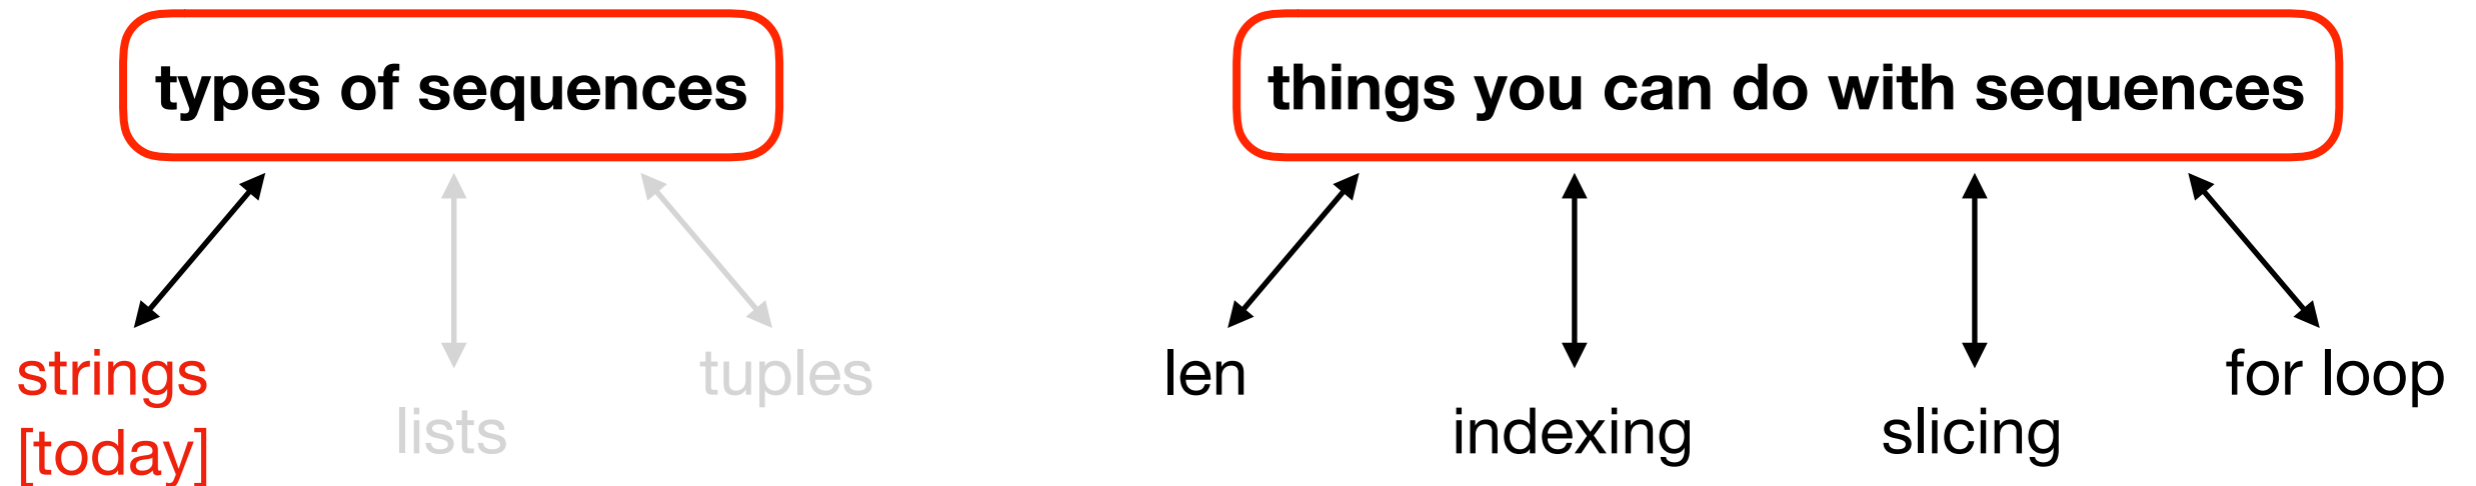 types of sequences
things you can do with sequences
strings
[today]
lists
tuples
len
indexing
slicing
for loop